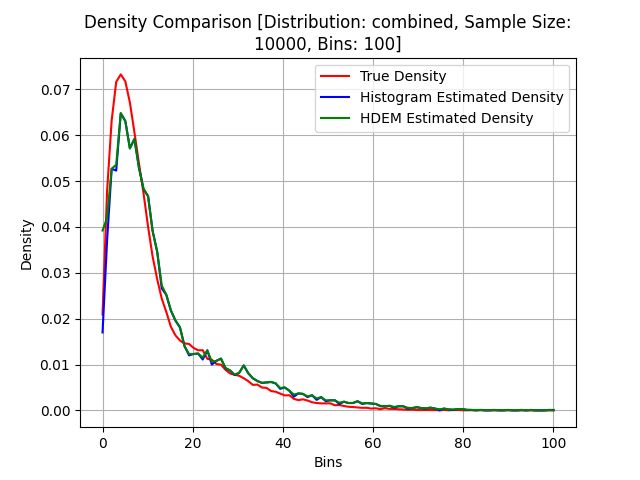 Density Comparison [Distribution: combined, Sample Size:
10000, Bins: 100]
True Density
Histogram Estimated Density
HDEM Estimated Density
Density
0.07
0.06
0.05
0.04
0.03
0.02
0.01
0.00
0 20 40 60 80 100
Bins